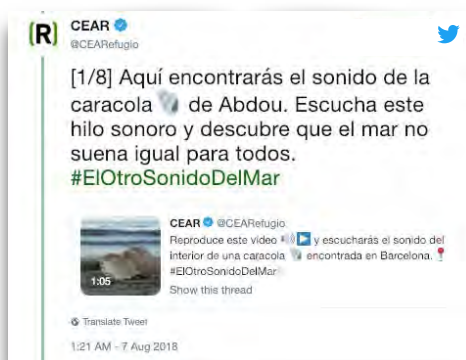 (R) CEAR
@CEARefugio
[1/8] Aquí encontrarás el sonido de la
caracola 🐚 de Abdou. Escucha este
hilo sonoro y descubre que el mar no
suena igual para todos.
#ElOtroSonidoDelMar
CEAR @CEARefugio
Reproduce este video 🔊▶️ y escucharás el sonido del
interior de una caracola 🐚 encontrada en Barcelona.📍
#ElOtroSonidoDelMar
1:05
Show this thread
Translate Tweet
1:21 AM - 7 Aug 2018